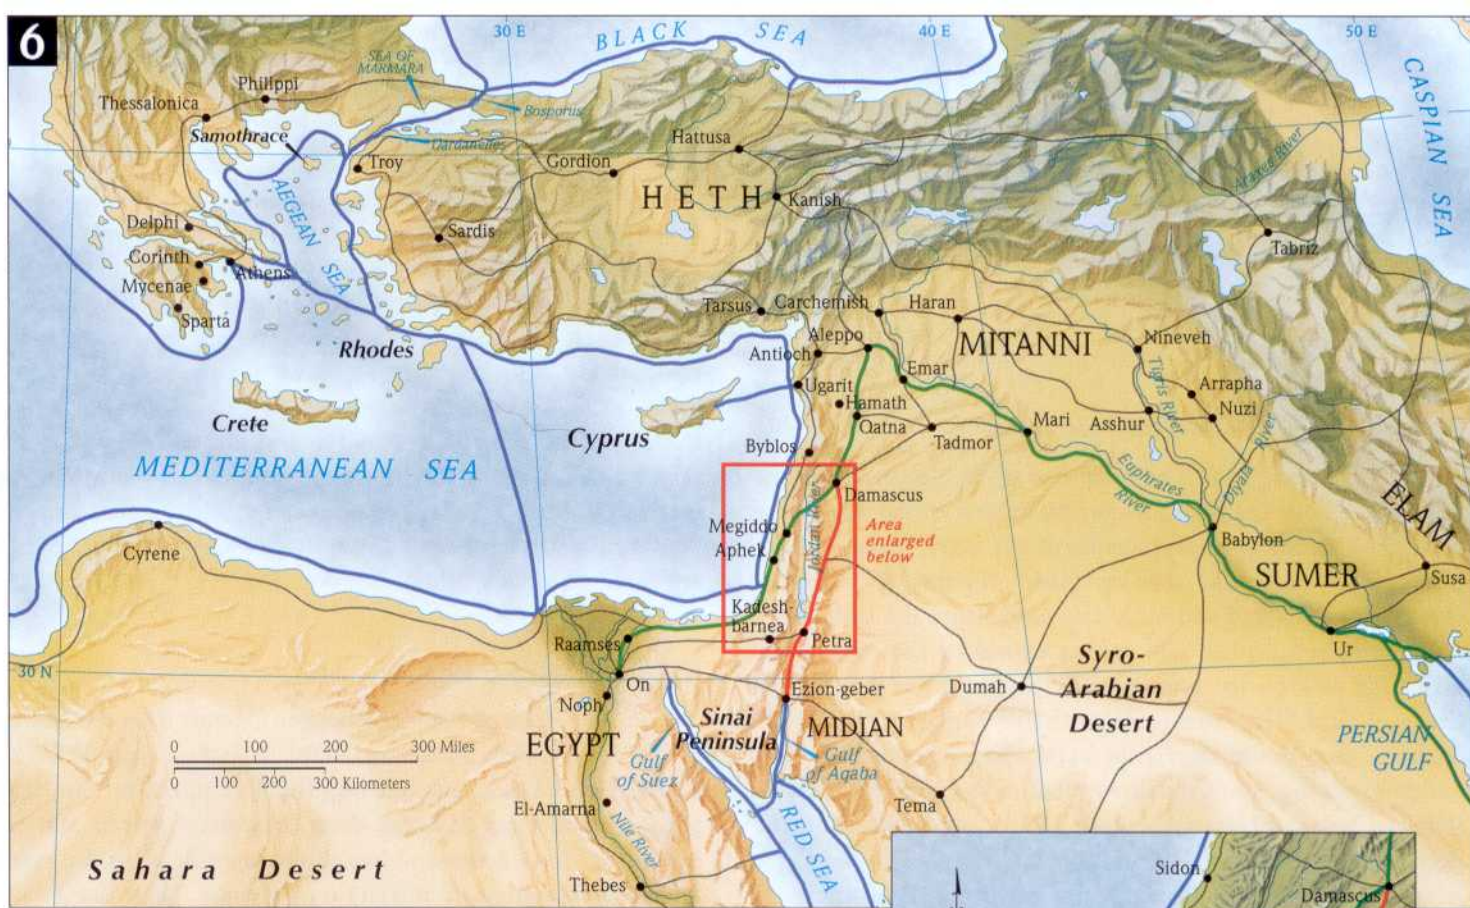 6
30 E
BLACK SEA
40 E
50 E
CASPIAN SEA
SEA OF
MARMARA
Philippi
Thessalonica
Bosporus
Samothrace
Dardanelles
Troy
Gordion
Hattusa
Araxes River
HETH
Kanish
AEGEAN SEA
Delphi
Sardis
Tabriz
Corinth
Athens
Mycenae
Sparta
Tarsus
Carchemish
Haran
Rhodes
Aleppo
MITANNI
Nineveh
Antioch
Emar
Tigris River
Ugarit
Arrapha
Hamath
Nuzi
Crete
Qatna
Mari
Asshur
Cyprus
Tadmor
Byblos
MEDITERRANEAN SEA
Euphrates
River
Diyala River
Damascus
ELAM
Jordan River
Megiddo
Area
enlarged
below
Cyrene
Aphek
Babylon
SUMER
Susa
Kadesh-
barnea
Raamses
Petra
Ur
30 N
On
Syro-
Arabian
Desert
Noph
Ezion-geber
Dumah
Sinai
Peninsula
MIDIAN
EGYPT
PERSIAN
GULF
0 100 200 300 Miles
0 100 200 300 Kilometers
Gulf
of Suez
Gulf
of Aqaba
El-Amarna
Tema
Nile River
RED SEA
Sahara Desert
Thebes
Sidon
Damascus